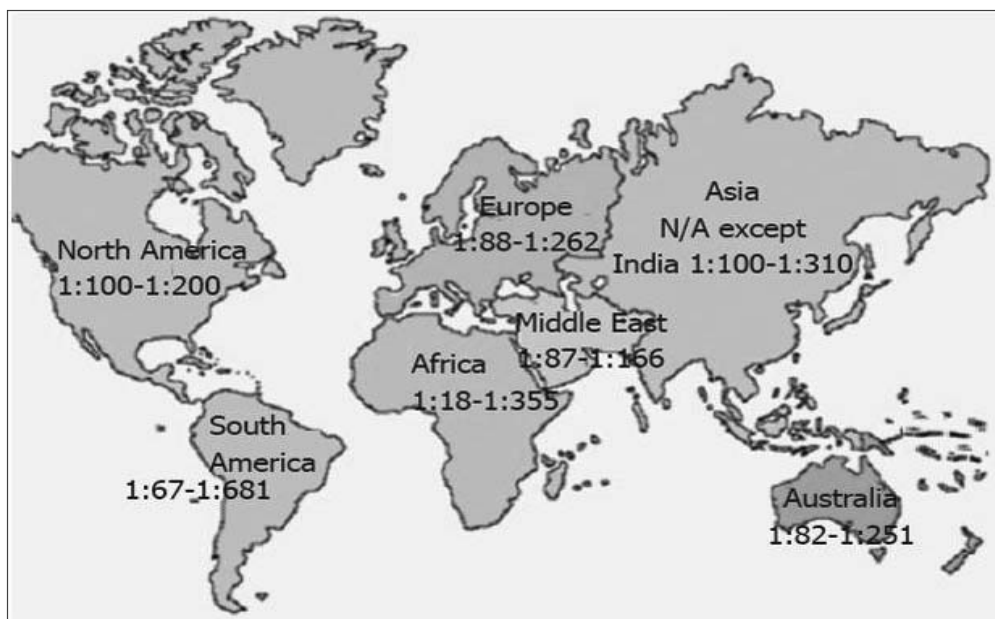 North America
1:100-1:200
South
America
1:67-1:681
Europe
1:88-1:262
Africa
1:18-1:355
Middle East
1:87-1:166
Asia
N/A except
India 1:100-1:310
Australia
1:82-1:251